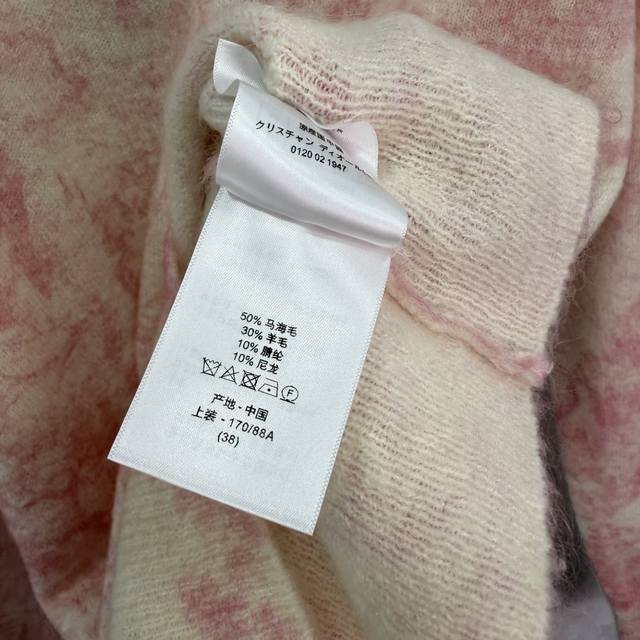 クリスチャン ディオー
0120 02 1947
50% 马海毛
30% 羊毛
10% 腈纶
10% 尼龙
F
产地 - 中国
上装 - 170/88A
(38)